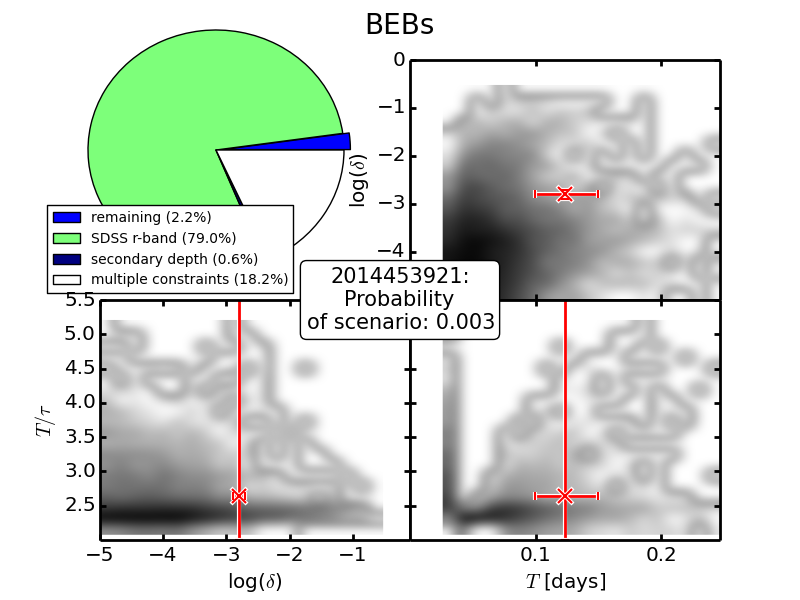 BEBs
remaining (2.2%)
SDSS r-band (79.0%)
secondary depth (0.6%)
multiple constraints (18.2%)
0
−1
−2
−3
−4
log(δ)
2014453921:
Probability
of scenario: 0.003
5.5
5.0
4.5
4.0
3.5
3.0
2.5
T/τ
−5 −4 −3 −2 −1
log(δ)
0.1 0.2
T [days]